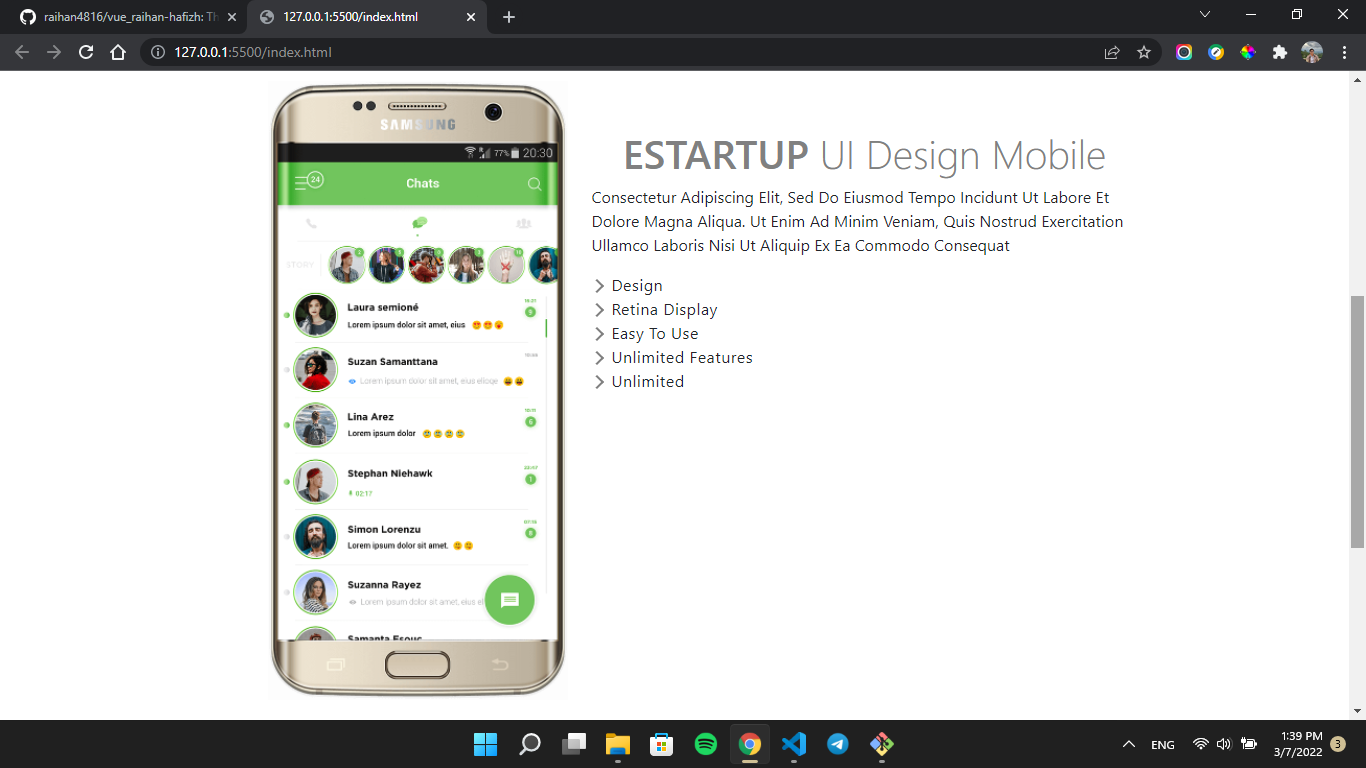 raihan4816/vue_raihan-hafizh: Th
127.0.0.1:5500/index.html
127.0.0.1:5500/index.html
SAMSUNG
77% 20:30
24
Chats
STORY
Laura semioné
Lorem ipsum dolor sit amet, eius
9
Suzan Samanttana
Lorem ipsum dolor sit amet, eius elioqe
Lina Arez
Lorem ipsum dolor
6
Stephan Niehawk
02:17
1
Simon Lorenzu
Lorem ipsum dolor sit amet.
8
Suzanna Rayez
Lorem ipsum dolor sit amet, eius el
Samanta Esouc
ESTARTUP UI Design Mobile
Consectetur Adipiscing Elit, Sed Do Eiusmod Tempo Incidunt Ut Labore Et
Dolore Magna Aliqua. Ut Enim Ad Minim Veniam, Quis Nostrud Exercitation
Ullamco Laboris Nisi Ut Aliquip Ex Ea Commodo Consequat
Design
Retina Display
Easy To Use
Unlimited Features
Unlimited
ENG
1:39 PM
3/7/2022
3